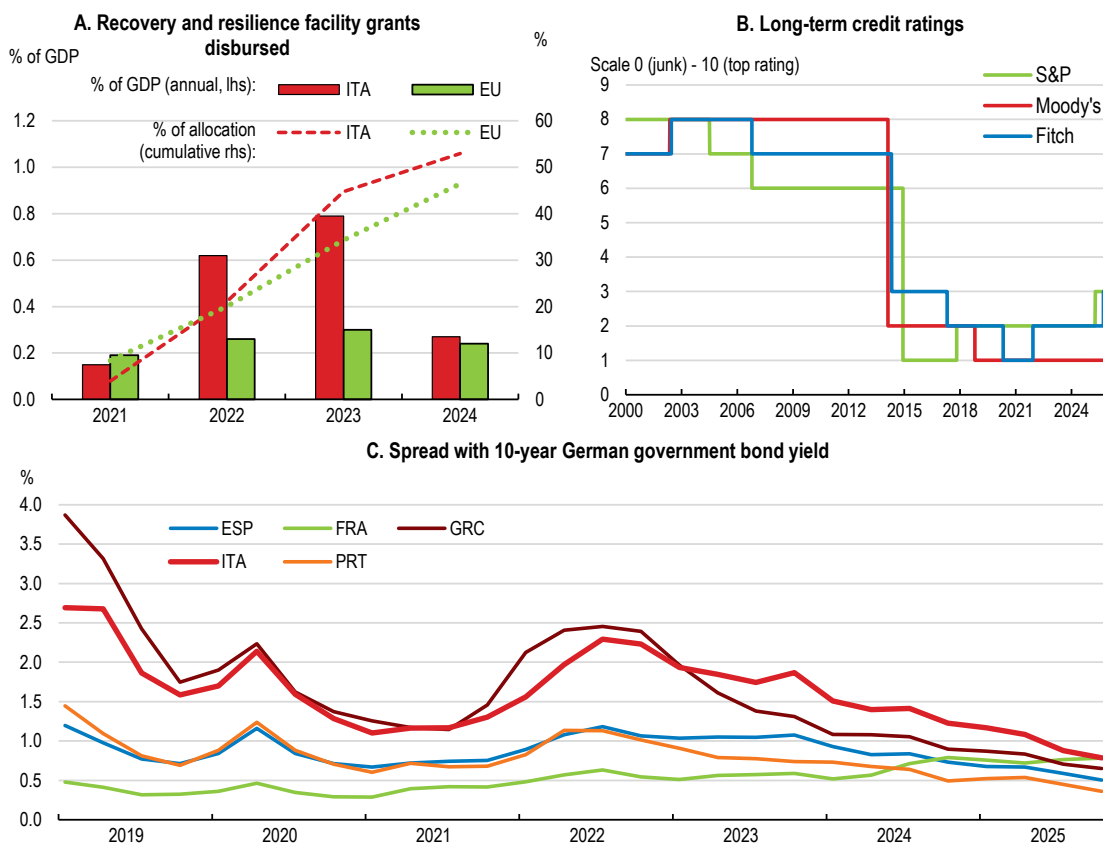 A. Recovery and resilience facility grants
disbursed
% of GDP
%
% of GDP (annual, lhs):
ITA
EU
% of allocation
(cumulative rhs):
ITA
EU
1.2
1.0
0.8
0.6
0.4
0.2
0.0
60
50
40
30
20
10
0
2021 2022 2023 2024
B. Long-term credit ratings
Scale 0 (junk) - 10 (top rating)
S&P
Moody's
Fitch
9
8
7
6
5
4
3
2
1
0
2000 2003 2006 2009 2012 2015 2018 2021 2024
C. Spread with 10-year German government bond yield
%
ESP FRA GRC
ITA PRT
4.0
3.5
3.0
2.5
2.0
1.5
1.0
0.5
0.0
2019 2020 2021 2022 2023 2024 2025